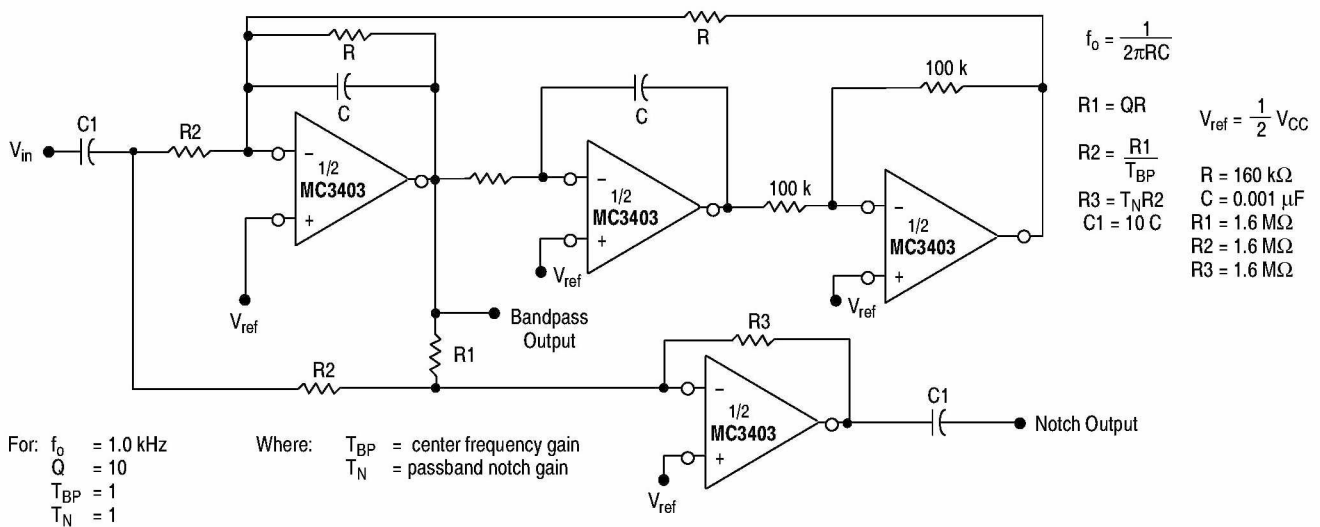 R
R
C
C1
V_in
R2
1/2
MC3403
V_ref
C
1/2
MC3403
V_ref
100 k
100 k
1/2
MC3403
V_ref
f_o = 1/(2πRC)
R1 = QR
R2 = R1/T_BP
R3 = T_N R2
C1 = 10 C
V_ref = 1/2 V_CC
R = 160 kΩ
C = 0.001 µF
R1 = 1.6 MΩ
R2 = 1.6 MΩ
R3 = 1.6 MΩ
Bandpass
Output
R1
R2
R3
1/2
MC3403
V_ref
C1
Notch Output
For: f_o = 1.0 kHz
Q = 10
T_BP = 1
T_N = 1
Where: T_BP = center frequency gain
T_N = passband notch gain